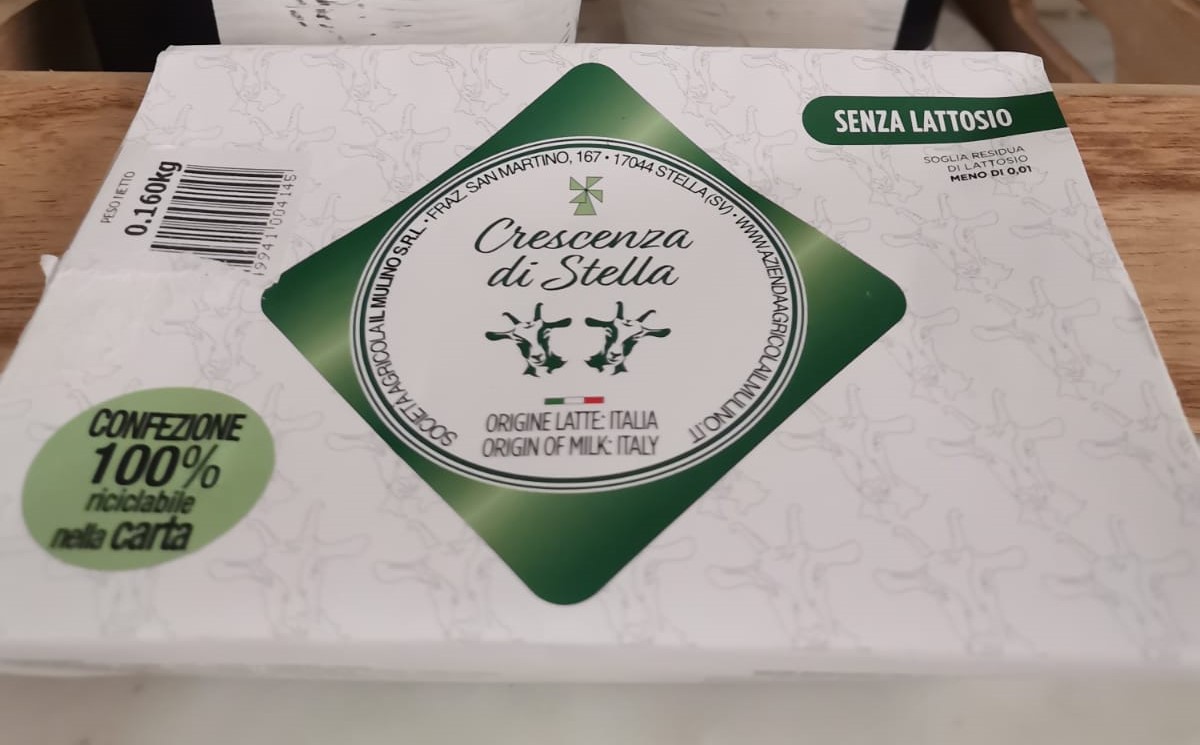 SENZA LATTOSIO
SOGLIA RESIDUA
DI LATTOSIO
MENO DI 0,01
PESO NETTO
0.160kg
SOCIETÀ AGRICOLA IL MULINO S.R.L. • FRAZ. SAN MARTINO, 167 • 17044 STELLA (SV) • WWW.AZIENDAAGRICOLAILMULINO.IT
Crescenza
di Stella
ORIGINE LATTE: ITALIA
ORIGIN OF MILK: ITALY
CONFEZIONE
100%
riciclabile
nella carta